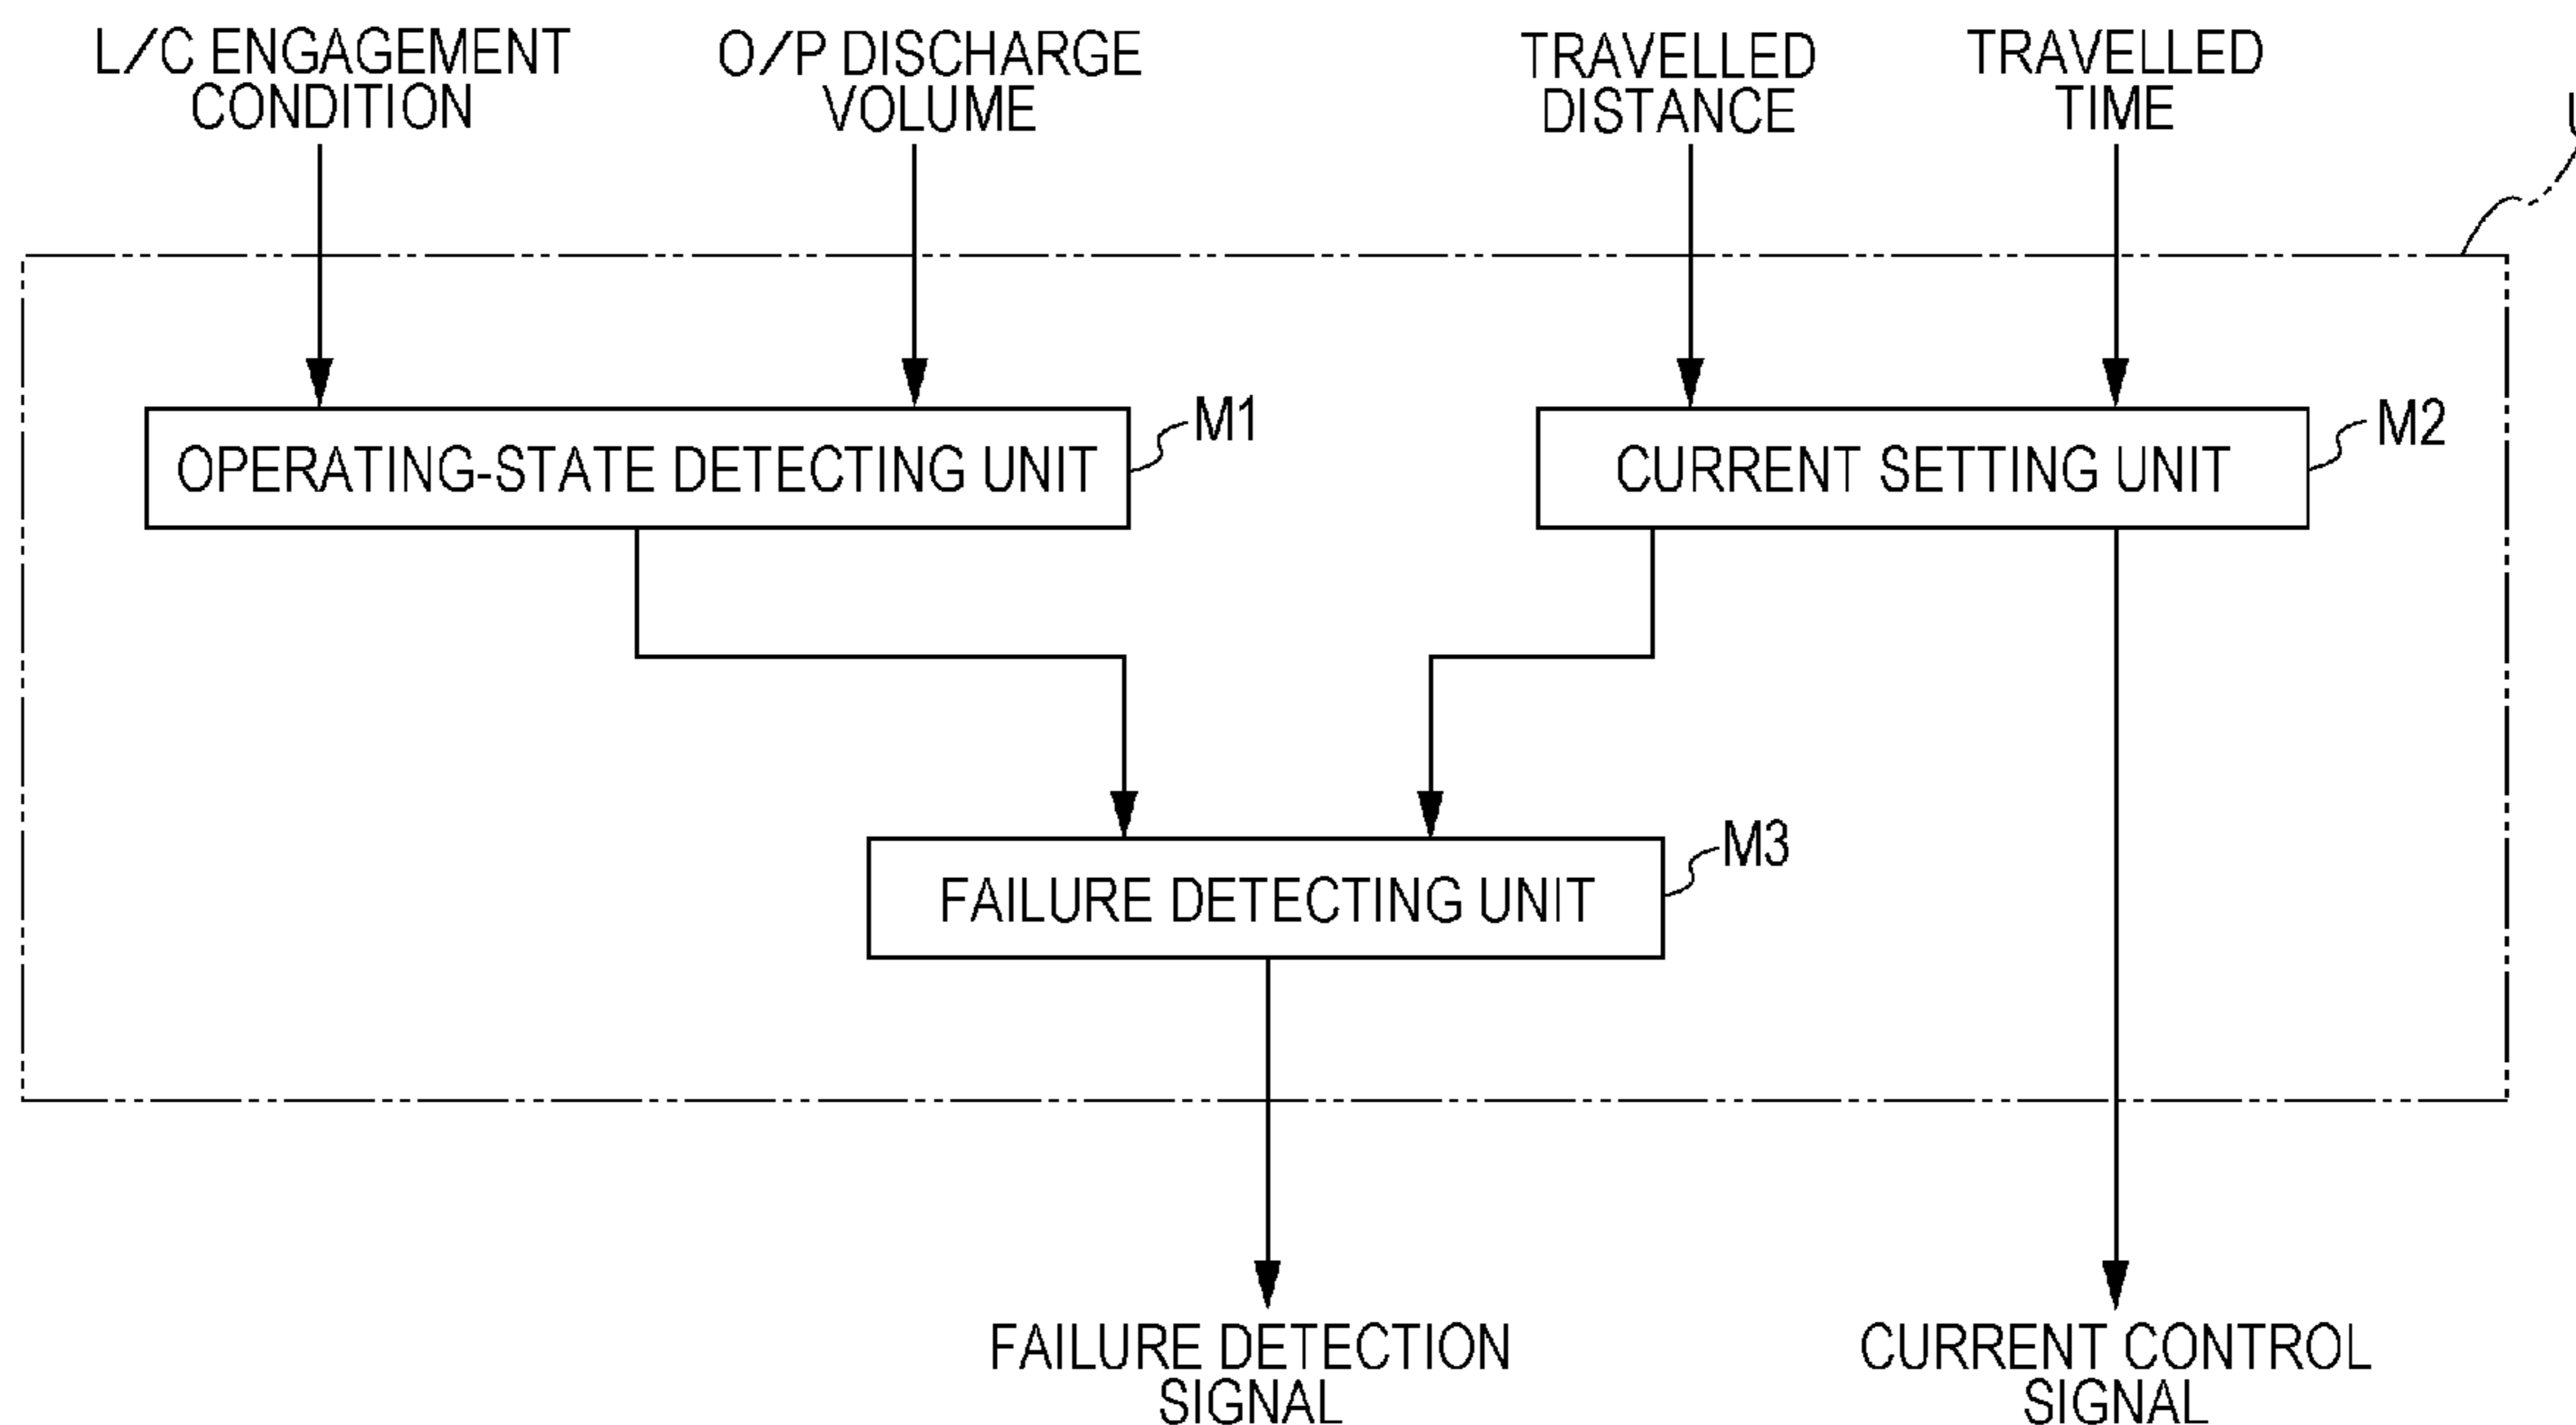 L/C ENGAGEMENT
CONDITION
O/P DISCHARGE
VOLUME
TRAVELLED
DISTANCE
TRAVELLED
TIME
OPERATING-STATE DETECTING UNIT
M1
CURRENT SETTING UNIT
M2
FAILURE DETECTING UNIT
M3
FAILURE DETECTION
SIGNAL
CURRENT CONTROL
SIGNAL